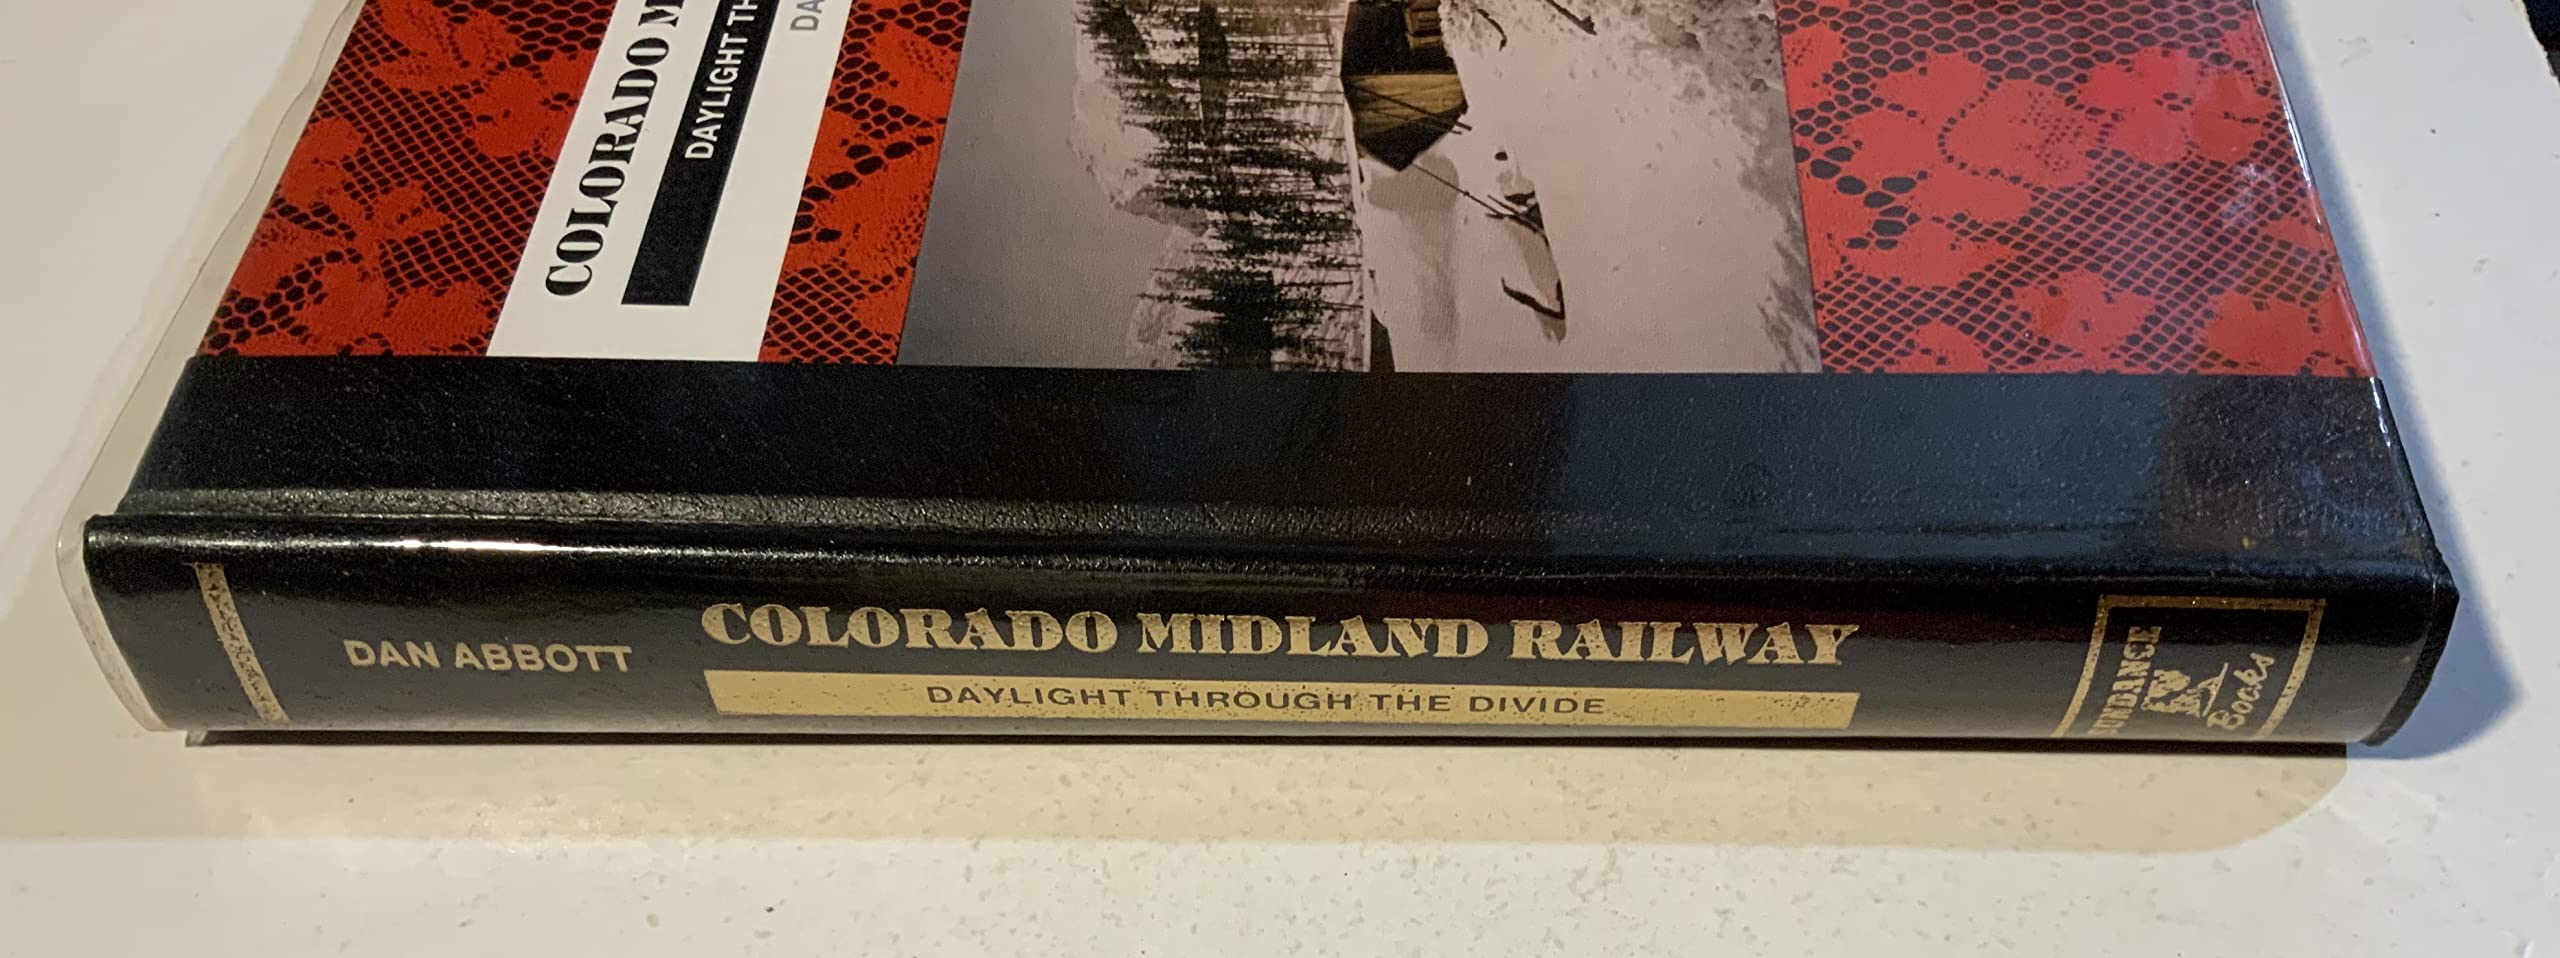 COLORADO M
DAYLIGHT TH
DA
DAN ABBOTT
COLORADO MIDLAND RAILWAY
DAYLIGHT THROUGH THE DIVIDE
SUNDANCE
Books